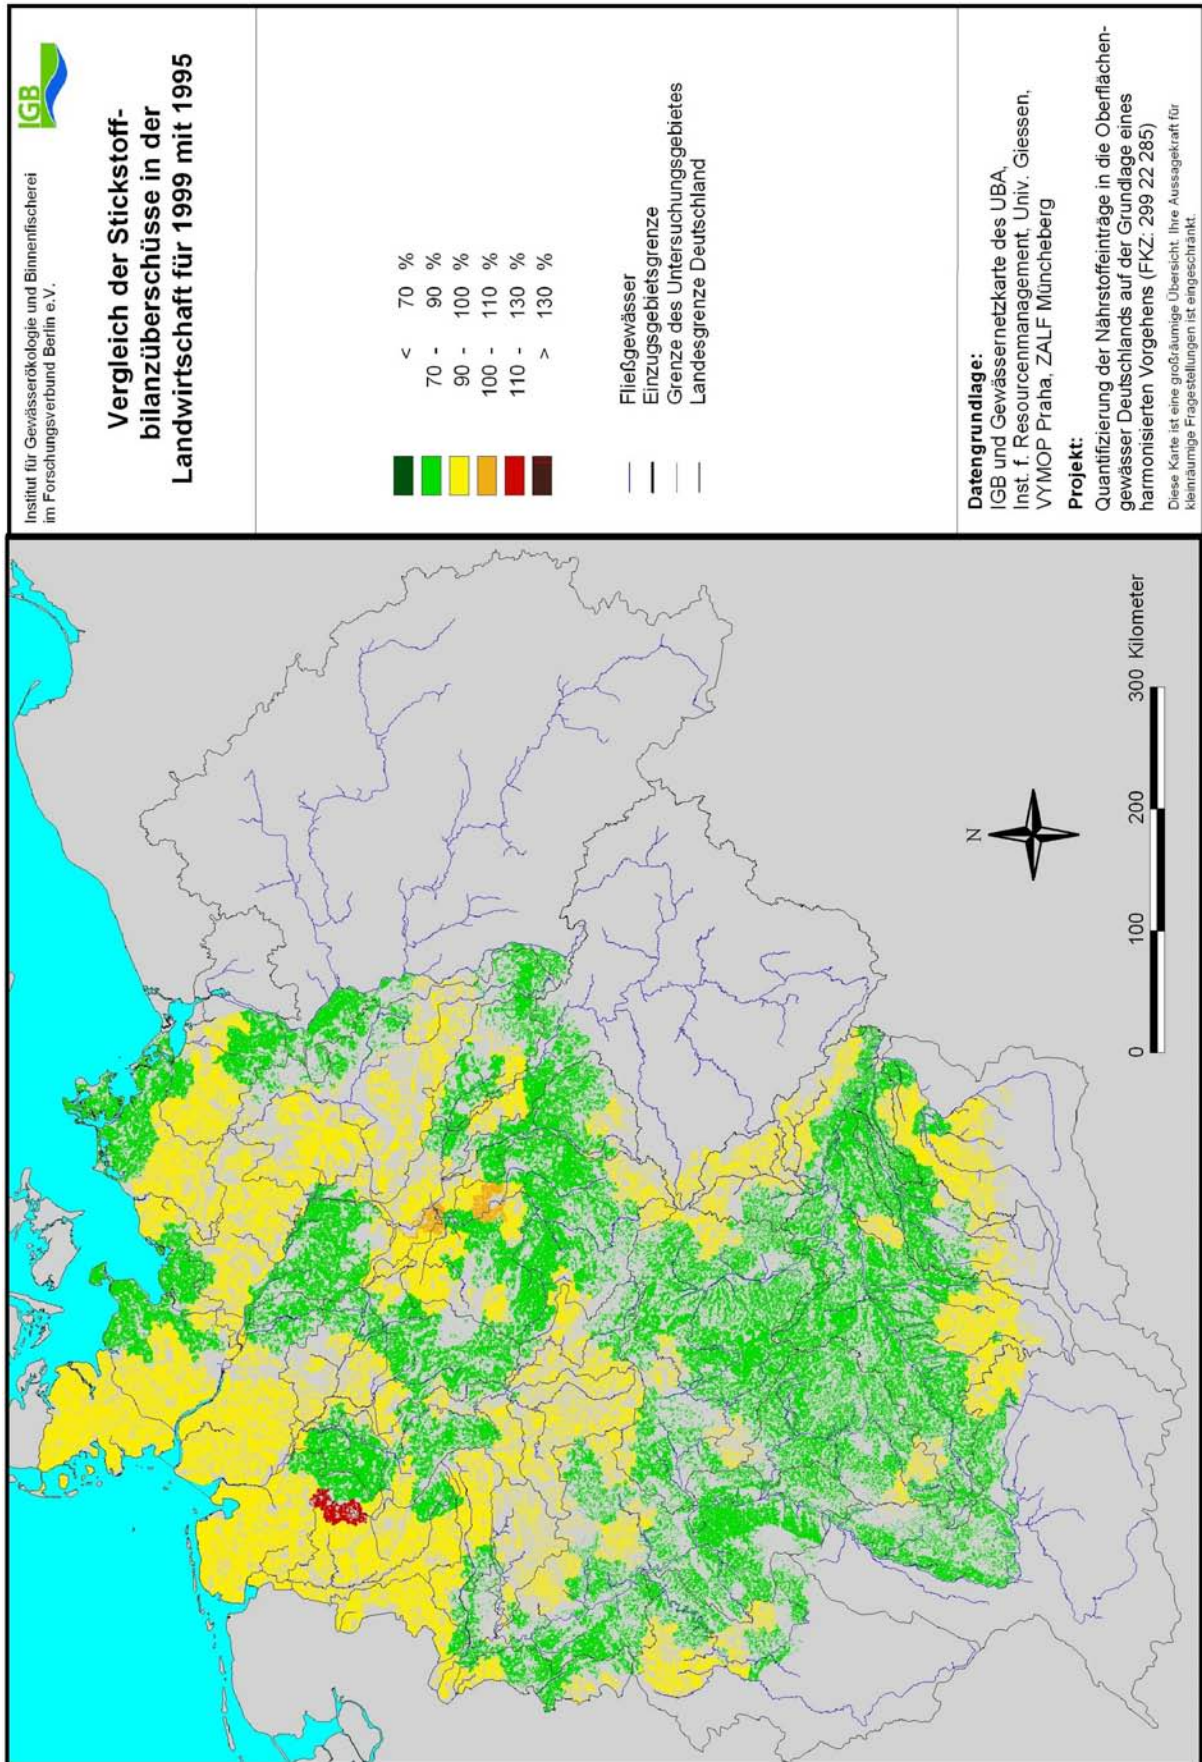 Institut für Gewässerökologie und Binnenfischerei
im Forschungsverbund Berlin e.V.
IGB
Vergleich der Stickstoff-
bilanzüberschüsse in der
Landwirtschaft für 1999 mit 1995
< 70 %
70 - 90 %
90 - 100 %
100 - 110 %
110 - 130 %
> 130 %
Fließgewässer
Einzugsgebietsgrenze
Grenze des Untersuchungsgebietes
Landesgrenze Deutschland
Datengrundlage:
IGB und Gewässernetzkarte des UBA,
Inst. f. Resourcenmanagement, Univ. Giessen,
VYMOP Praha, ZALF Müncheberg
Projekt:
Quantifizierung der Nährstoffeinträge in die Oberflächen-
gewässer Deutschlands auf der Grundlage eines
harmonisierten Vorgehens (FKZ: 299 22 285)
Diese Karte ist eine großräumige Übersicht. Ihre Aussagekraft für
kleinräumige Fragestellungen ist eingeschränkt.
N
0 100 200 300 Kilometer